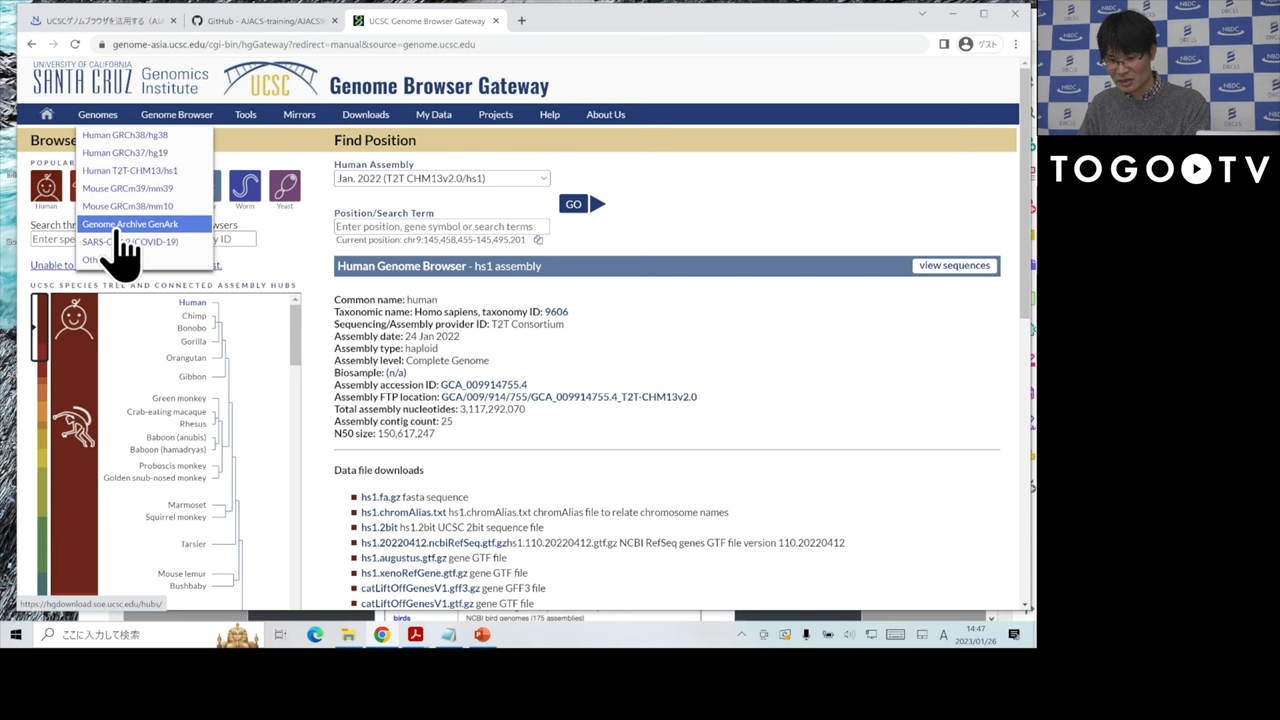 UCSCゲノムブラウザを活用する（AJA
GitHub - AJACS-training/AJACS9
UCSC Genome Browser Gateway
genome-asia.ucsc.edu/cgi-bin/hgGateway?redirect=manual&source=genome.ucsc.edu
ゲスト
UNIVERSITY OF CALIFORNIA
SANTA CRUZ
Genomics
Institute
UCSC
Genome Browser Gateway
Genomes
Genome Browser
Tools
Mirrors
Downloads
My Data
Projects
Help
About Us
Human GRCh38/hg38
Human GRCh37/hg19
Human T2T-CHM13/hs1
Mouse GRCm39/mm39
Mouse GRCm38/mm10
Genome Archive GenArk
Human
Worm
Yeast
UCSC SPECIES TREE AND CONNECTED ASSEMBLY HUBS
Human
Chimp
Bonobo
Gorilla
Orangutan
Gibbon
Green monkey
Crab-eating macaque
Rhesus
Baboon (anubis)
Baboon (hamadryas)
Proboscis monkey
Golden snub-nosed monkey
Marmoset
Squirrel monkey
Tarsier
Mouse lemur
Bushbaby
https://hgdownload.soe.ucsc.edu/hubs/
Find Position
Human Assembly
Jan. 2022 (T2T CHM13v2.0/hs1)
GO
Position/Search Term
Enter position, gene symbol or search terms
Current position: chr9:145,458,455-145,495,201
Human Genome Browser - hs1 assembly
view sequences
Common name: human
Taxonomic name: Homo sapiens, taxonomy ID: 9606
Sequencing/Assembly provider ID: T2T Consortium
Assembly date: 24 Jan 2022
Assembly type: haploid
Assembly level: Complete Genome
Biosample: (n/a)
Assembly accession ID: GCA_009914755.4
Assembly FTP location: GCA/009/914/755/GCA_009914755.4_T2T-CHM13v2.0
Total assembly nucleotides: 3,117,292,070
Assembly contig count: 25
N50 size: 150,617,247
Data file downloads
hs1.fa.gz fasta sequence
hs1.chromAlias.txt hs1.chromAlias.txt chromAlias file to relate chromosome names
hs1.2bit hs1.2bit UCSC 2bit sequence file
hs1.20220412.ncbiRefSeq.gtf.gzhs1.110.20220412.gtf.gz NCBI RefSeq genes GTF file version 110.20220412
hs1.augustus.gtf.gz gene GTF file
hs1.xenoRefGene.gtf.gz gene GTF file
catLiftOffGenesV1.gff3.gz gene GFF3 file
catLiftOffGenesV1.gtf.gz gene GTF file
birds
NCBI bird genomes (175 assemblies)
ここに入力して検索
A
14:47
2023/01/26
NBDC
DBCLS
TOGO TV